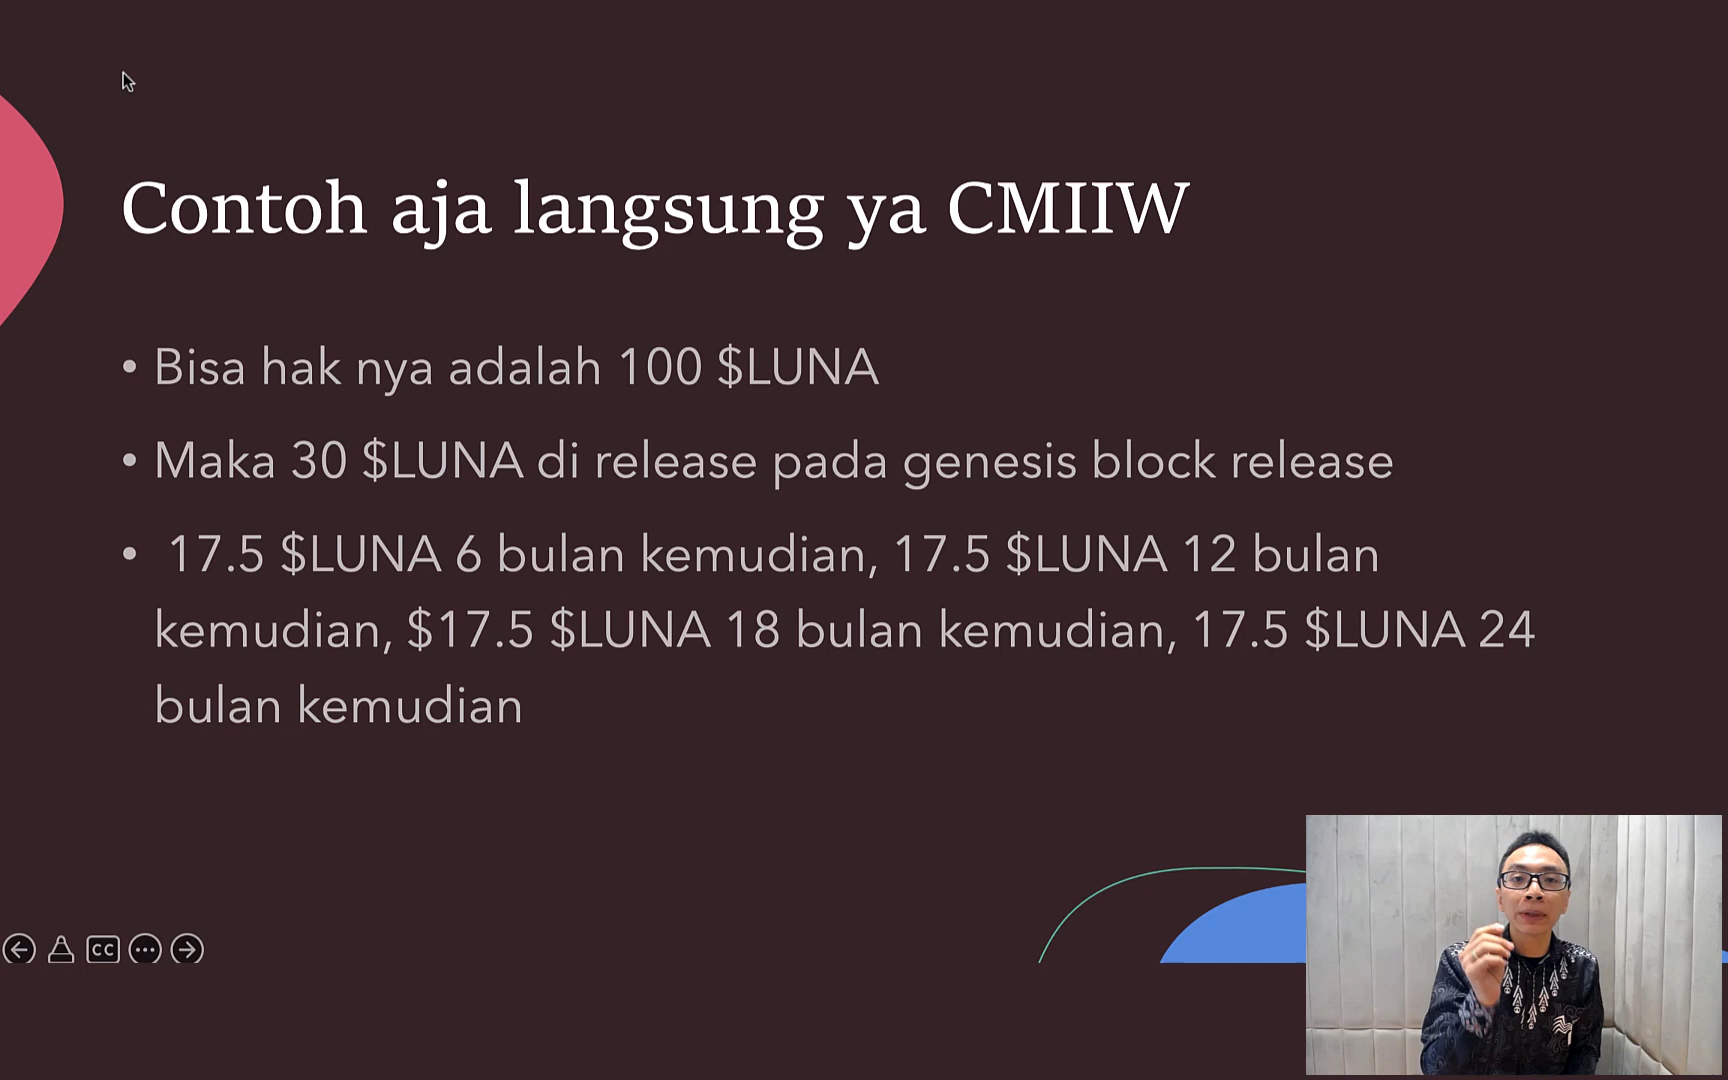 Contoh aja langsung ya CMIIW
• Bisa hak nya adalah 100 $LUNA
• Maka 30 $LUNA di release pada genesis block release
• 17.5 $LUNA 6 bulan kemudian, 17.5 $LUNA 12 bulan
kemudian, $17.5 $LUNA 18 bulan kemudian, 17.5 $LUNA 24
bulan kemudian
CC